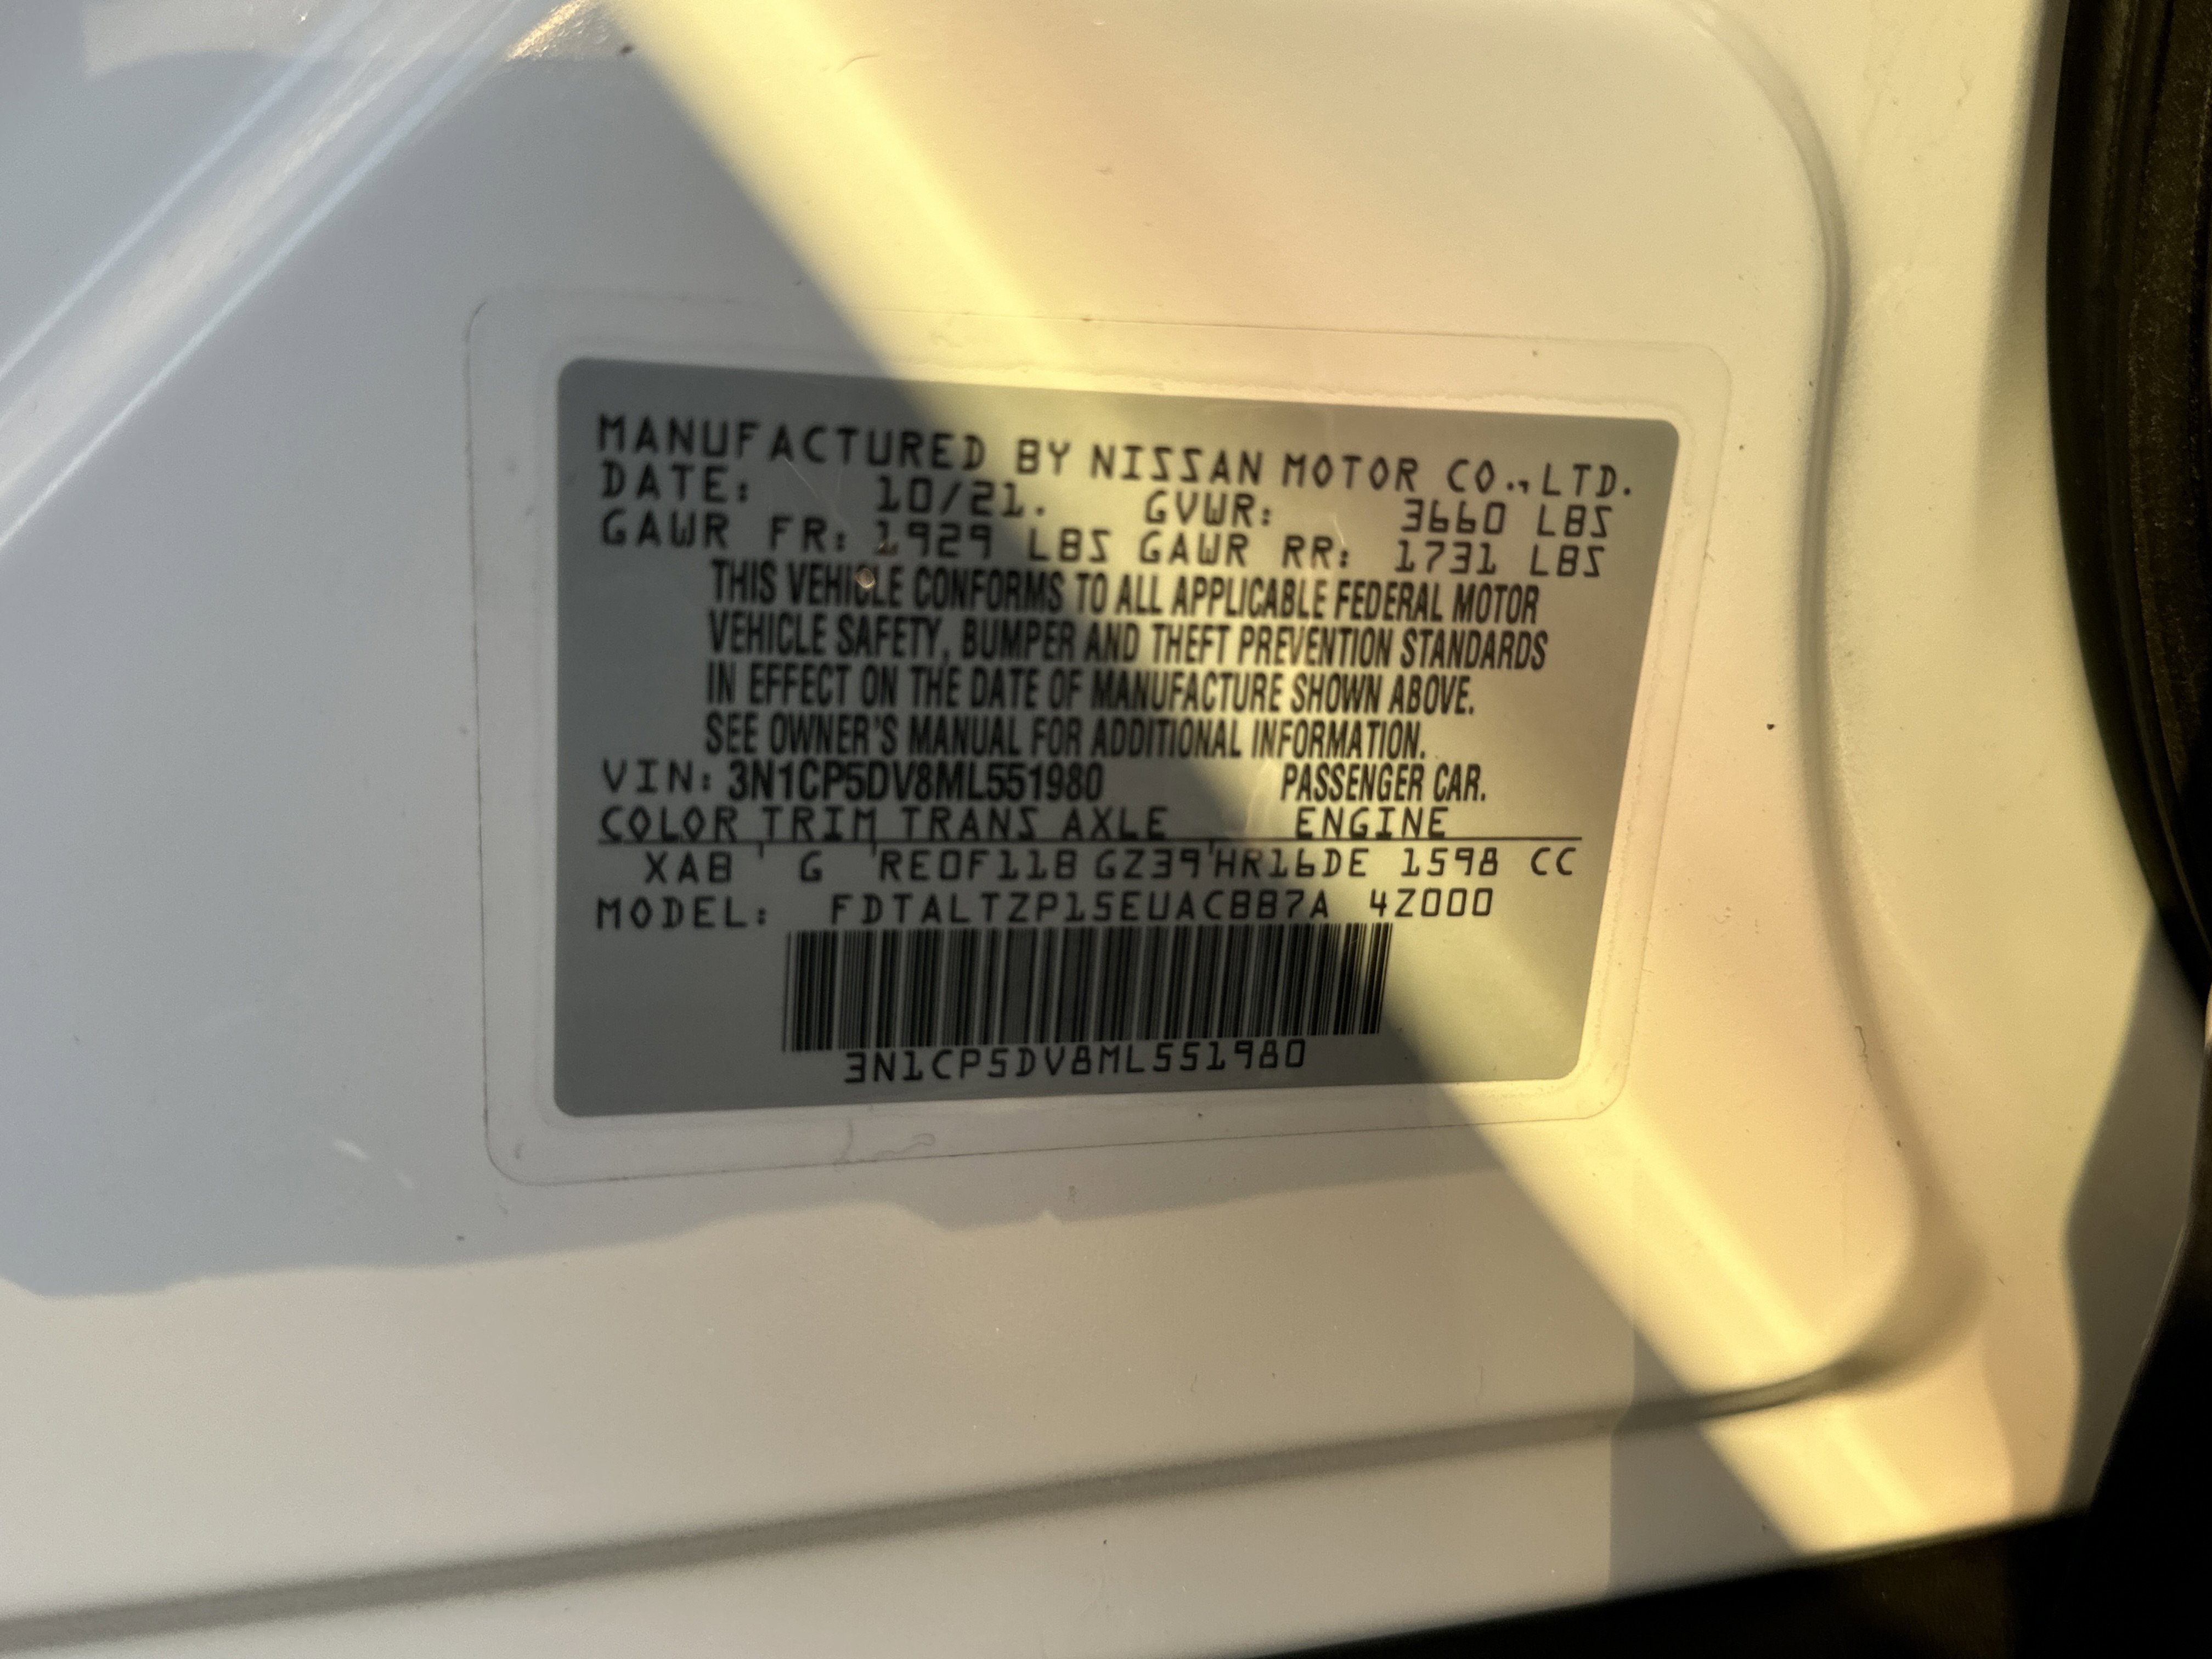 MANUFACTURED BY NISSAN MOTOR CO., LTD.
DATE: 10/21. GVWR: 3660 LBS
GAWR FR: 1929 LBS GAWR RR: 1731 LBS
THIS VEHICLE CONFORMS TO ALL APPLICABLE FEDERAL MOTOR
VEHICLE SAFETY, BUMPER AND THEFT PREVENTION STANDARDS
IN EFFECT ON THE DATE OF MANUFACTURE SHOWN ABOVE.
SEE OWNER'S MANUAL FOR ADDITIONAL INFORMATION.
VIN: 3N1CP5DV8ML551980 PASSENGER CAR.
COLOR TRIM TRANS AXLE ENGINE
XAB G RE0F11B GZ39 HR16DE 1598 CC
MODEL: FDTALTZP15EUACBB7A 4Z000
3N1CP5DV8ML551980